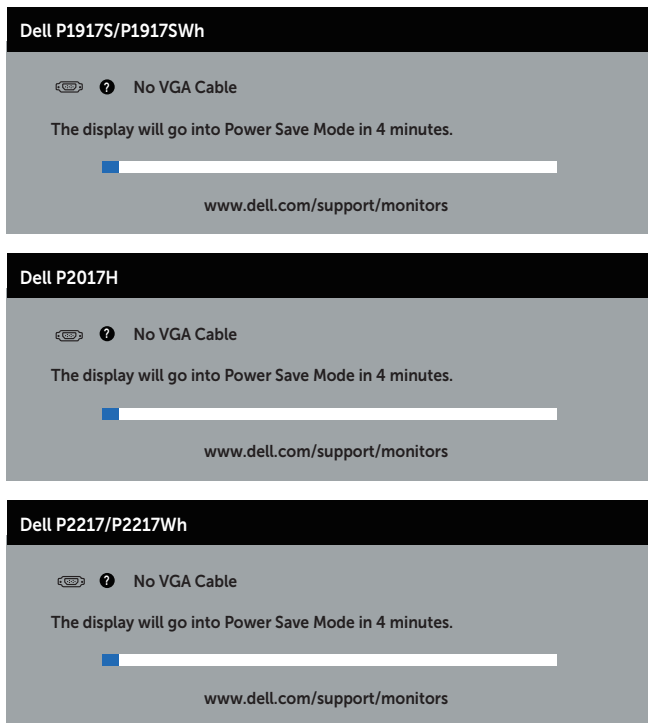 Dell P1917S/P1917SWh
? No VGA Cable
The display will go into Power Save Mode in 4 minutes.
www.dell.com/support/monitors
Dell P2017H
? No VGA Cable
The display will go into Power Save Mode in 4 minutes.
www.dell.com/support/monitors
Dell P2217/P2217Wh
? No VGA Cable
The display will go into Power Save Mode in 4 minutes.
www.dell.com/support/monitors